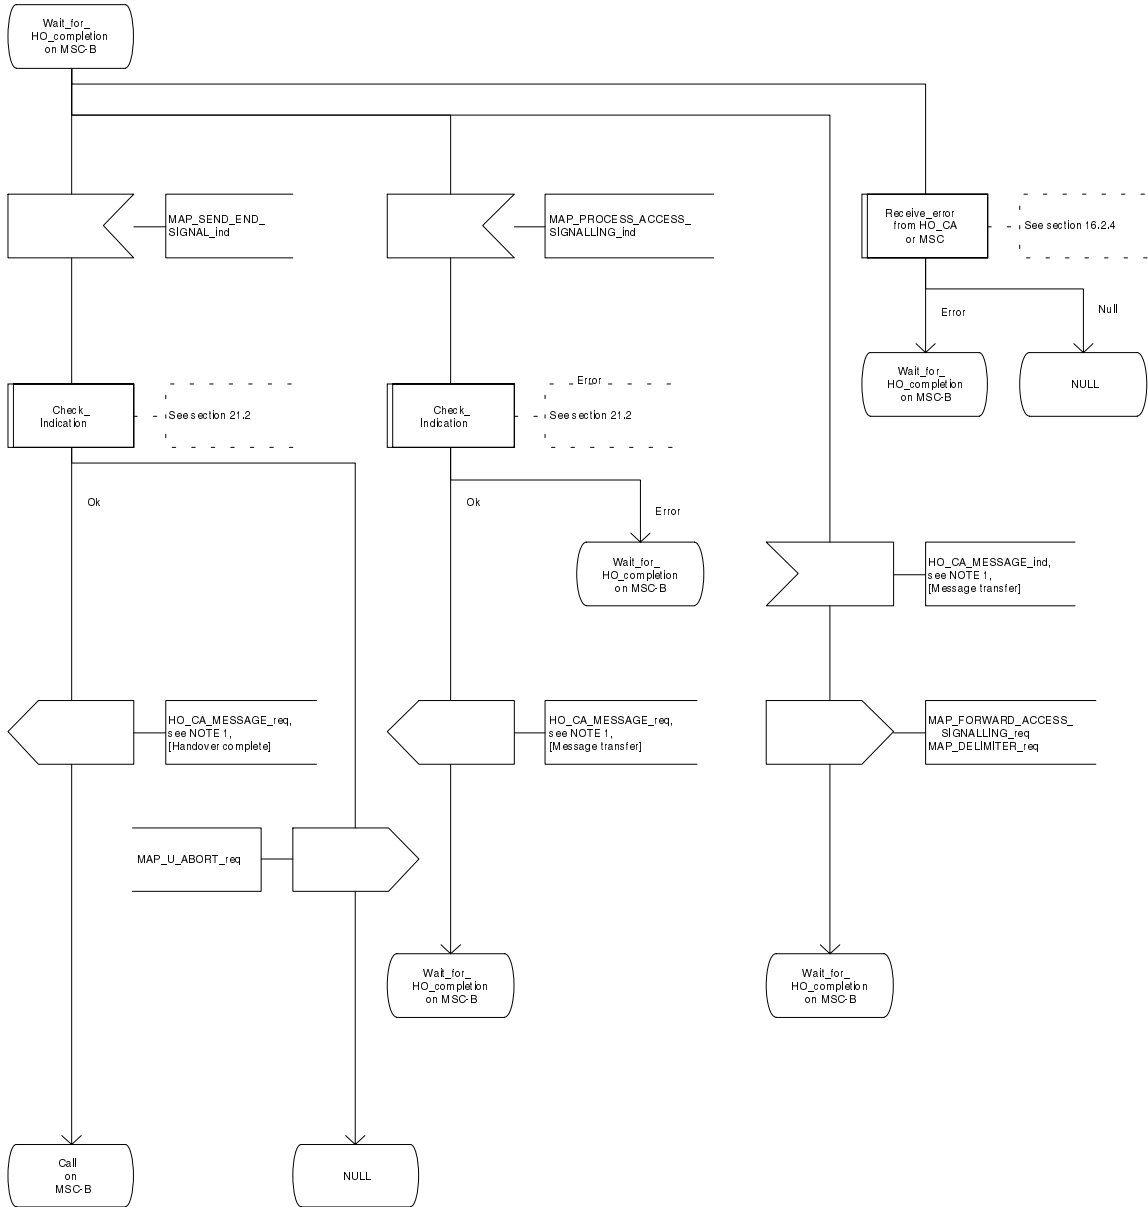 Wait_for_
HO_completion
on MSC-B
MAP_SEND_END_
SIGNAL_ind
MAP_PROCESS_ACCESS_
SIGNALLING_ind
Receive_error
from HO_CA
or MSC
See section 16.2.4
Error
Null
Wait_for_
HO_completion
on MSC-B
NULL
Check_
Indication
See section 21.2
Check_
Indication
Error
See section 21.2
Ok
Ok
Error
Wait_for_
HO_completion
on MSC-B
HO_CA_MESSAGE_ind,
see NOTE 1,
[Message transfer]
HO_CA_MESSAGE_req,
see NOTE 1,
[Handover complete]
HO_CA_MESSAGE_req,
see NOTE 1,
[Message transfer]
MAP_FORWARD_ACCESS_
SIGNALLING_req
MAP_DELIMITER_req
MAP_U_ABORT_req
Wait_for_
HO_completion
on MSC-B
Wait_for_
HO_completion
on MSC-B
Call
on
MSC-B
NULL